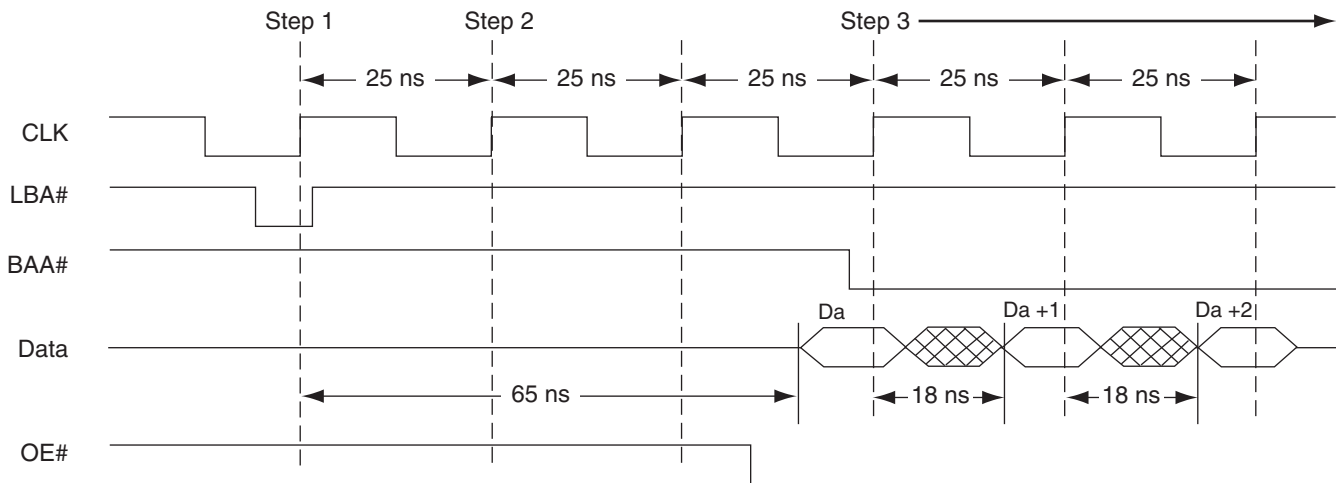 Step 1 Step 2 Step 3
25 ns 25 ns 25 ns 25 ns 25 ns
CLK
LBA#
BAA#
Da Da +1 Da +2
Data
65 ns 18 ns 18 ns
OE#